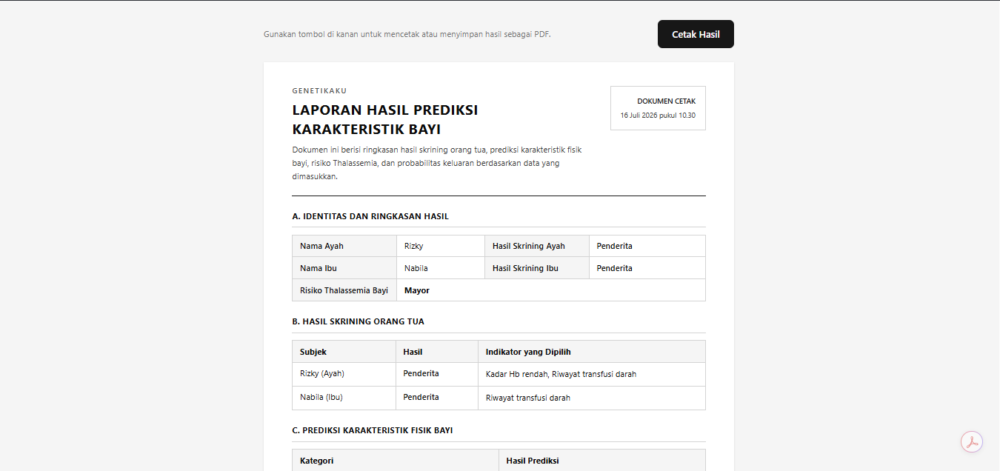 Gunakan tombol di kanan untuk mencetak atau menyimpan hasil sebagai PDF.
Cetak Hasil
GENETIKAKU
LAPORAN HASIL PREDIKSI
KARAKTERISTIK BAYI
Dokumen ini berisi ringkasan hasil skrining orang tua, prediksi karakteristik fisik
bayi, risiko Thalassemia, dan probabilitas keluaran berdasarkan data yang
dimasukkan.
DOKUMEN CETAK
16 Juli 2026 pukul 10.30
A. IDENTITAS DAN RINGKASAN HASIL
Nama Ayah Rizky Hasil Skrining Ayah Penderita
Nama Ibu Nabila Hasil Skrining Ibu Penderita
Risiko Thalassemia Bayi Mayor
B. HASIL SKRINING ORANG TUA
Subjek Hasil Indikator yang Dipilih
Rizky (Ayah) Penderita Kadar Hb rendah, Riwayat transfusi darah
Nabila (Ibu) Penderita Riwayat transfusi darah
C. PREDIKSI KARAKTERISTIK FISIK BAYI
Kategori Hasil Prediksi